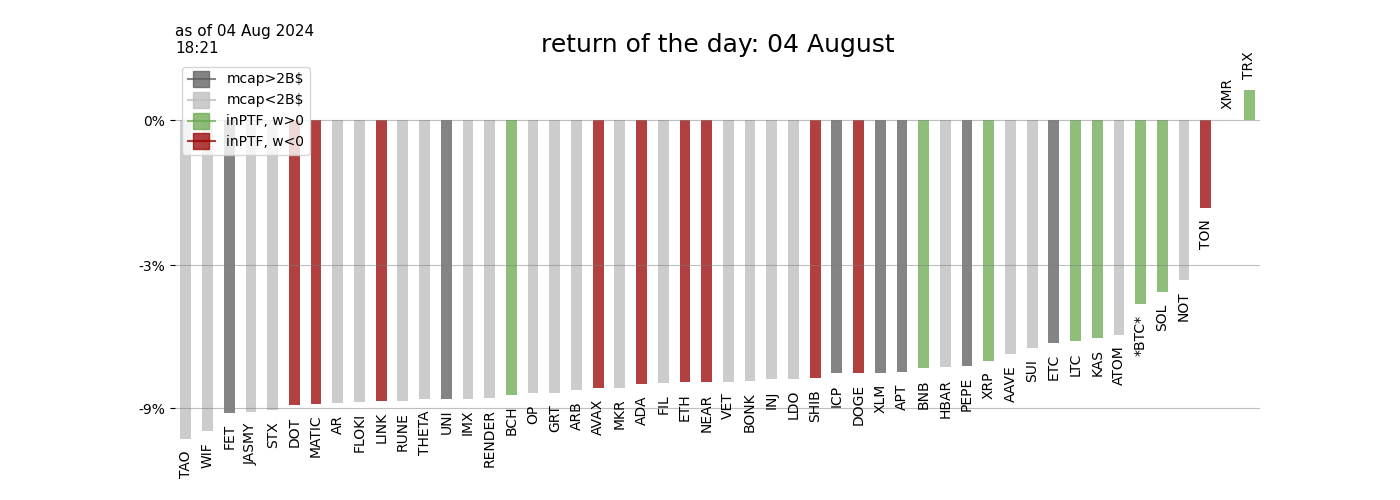 as of 04 Aug 2024
18:21
return of the day: 04 August
mcap>2B$
mcap<2B$
inPTF, w>0
inPTF, w<0
0%
-3%
-9%
TAO
WIF
FET
JASMY
STX
DOT
MATIC
AR
FLOKI
LINK
RUNE
THETA
UNI
IMX
RENDER
BCH
OP
GRT
ARB
AVAX
MKR
ADA
FIL
ETH
NEAR
VET
BONK
INJ
LDO
SHIB
ICP
DOGE
XLM
APT
BNB
HBAR
PEPE
XRP
AAVE
SUI
ETC
LTC
KAS
ATOM
*BTC*
SOL
NOT
TON
XMR
TRX